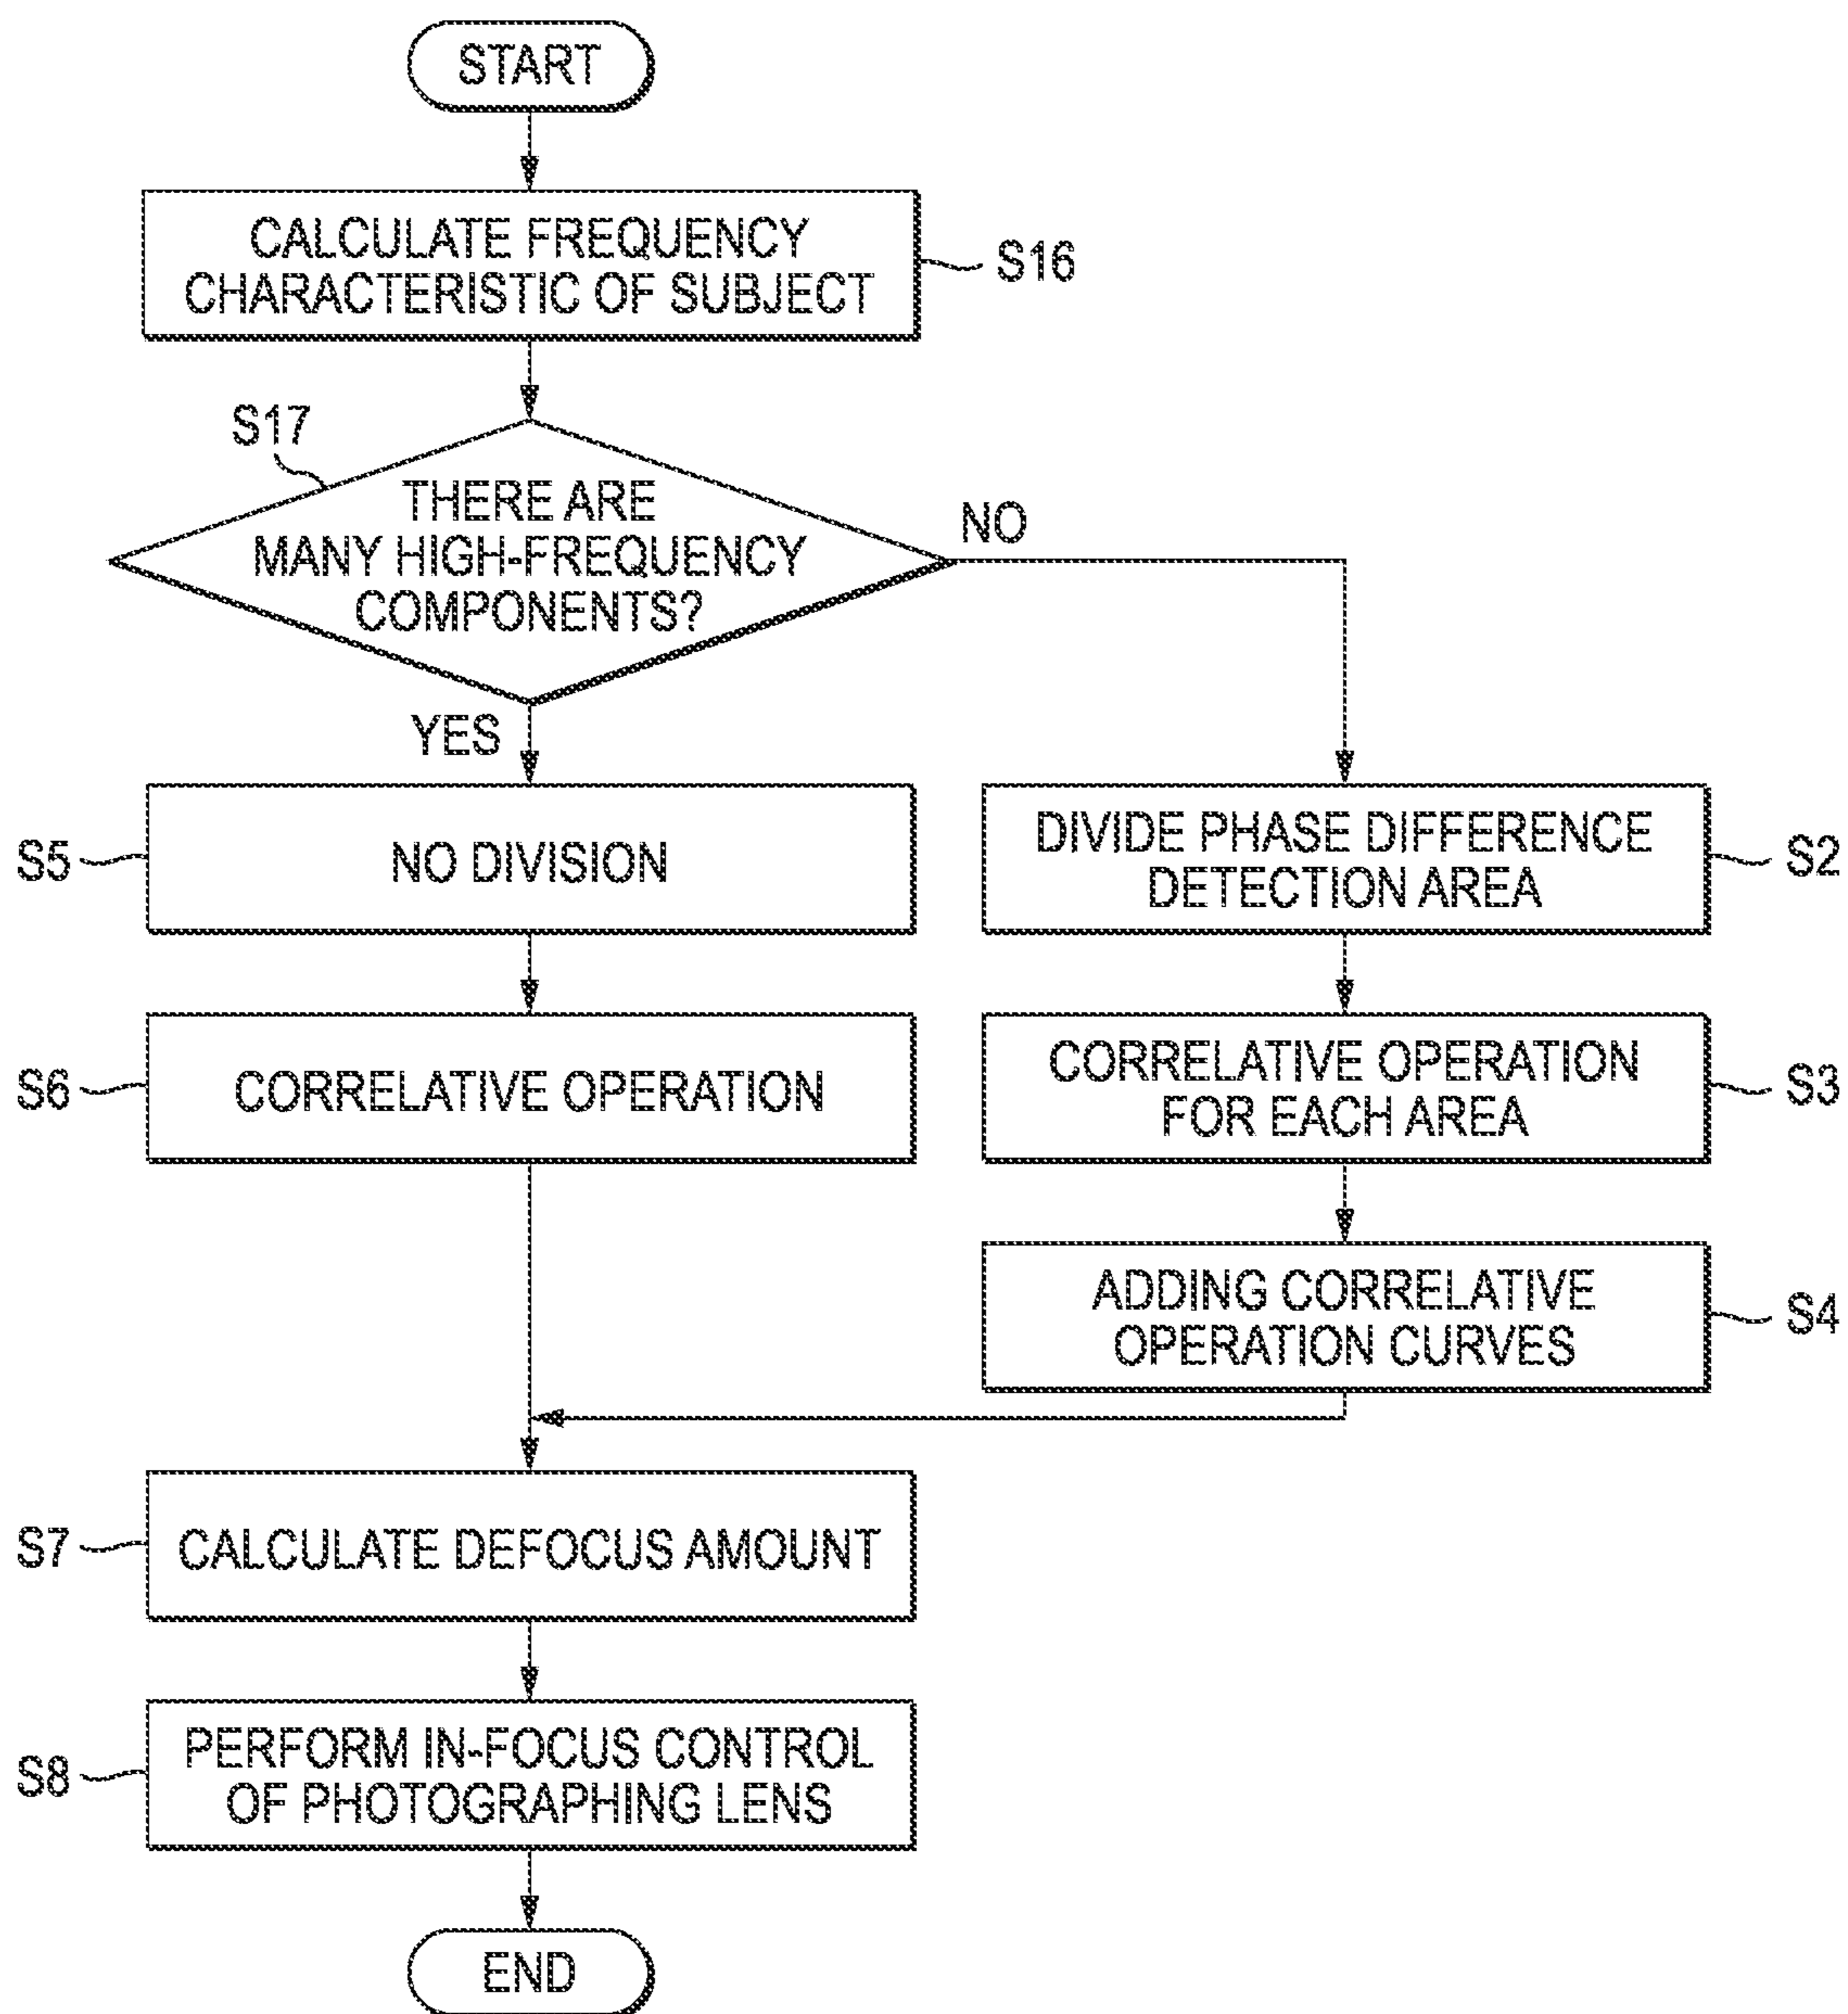 START
CALCULATE FREQUENCY
CHARACTERISTIC OF SUBJECT
S16
S17
THERE ARE
MANY HIGH-FREQUENCY
COMPONENTS?
NO
YES
S5
NO DIVISION
DIVIDE PHASE DIFFERENCE
DETECTION AREA
S2
S6
CORRELATIVE OPERATION
CORRELATIVE OPERATION
FOR EACH AREA
S3
ADDING CORRELATIVE
OPERATION CURVES
S4
S7
CALCULATE DEFOCUS AMOUNT
S8
PERFORM IN-FOCUS CONTROL
OF PHOTOGRAPHING LENS
END